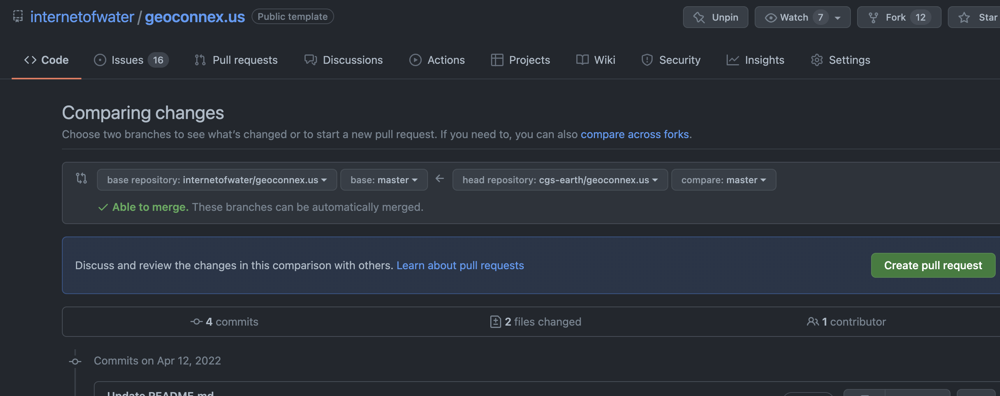 internetofwater / geoconnex.us Public template Unpin Watch 7 Fork 12 Star
Code Issues 16 Pull requests Discussions Actions Projects Wiki Security Insights Settings
Comparing changes
Choose two branches to see what’s changed or to start a new pull request. If you need to, you can also compare across forks.
base repository: internetofwater/geoconnex.us base: master ← head repository: cgs-earth/geoconnex.us compare: master
Able to merge. These branches can be automatically merged.
Discuss and review the changes in this comparison with others. Learn about pull requests Create pull request
4 commits 2 files changed 1 contributor
Commits on Apr 12, 2022
Update README.md